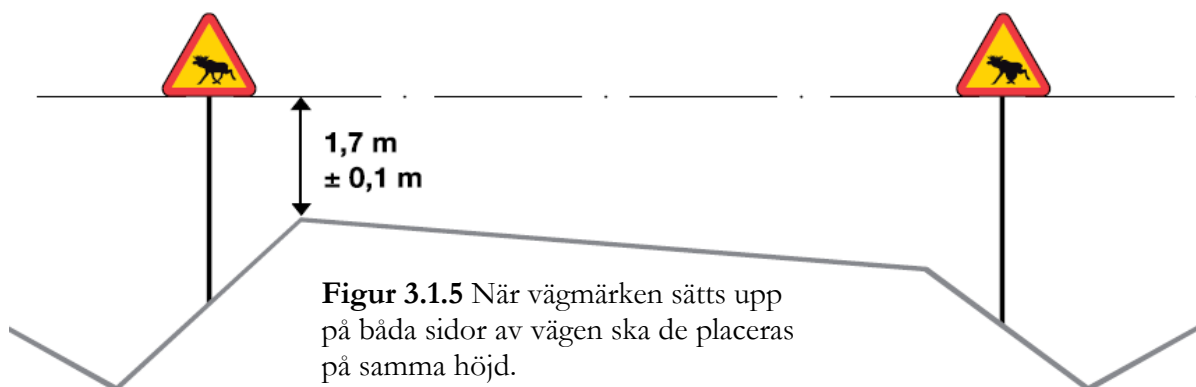 1,7 m
± 0,1 m
Figur 3.1.5 När vägmärken sätts upp
på båda sidor av vägen ska de placeras
på samma höjd.